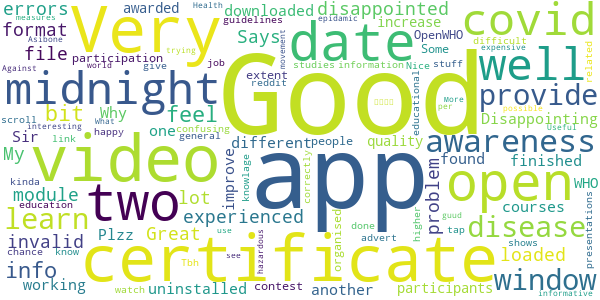 errors
awarded
downloaded
disappointed
Health
epidamic
format
Very
guidelines
increase
covid
Asibone
Says
date
OpenWHO
difficult
expensive
file
participation
world
give
job
Some
Nice
stuff
well
related
midnight
Against
trying
extent
reddit
studies
information
movement
Good
provide
bit
Why
feel
scroll
interesting
What
happy
link
one
confusing
general
different
people
quality
educational
awareness
Disappointing
Sir
My
video
two
app
open
improve
knowlage
correctly
problem
found
finished
WHO
module
lot
More
per
possible
Useful
learn
Plzz
experienced
courses
disease
invalid
Great
education
kinda
measures
chance
know
use
organised
done
advert
higher
tap
shows
presentations
info
certificate
loaded
window
working
uninstalled
Tbh
watch
contest
see
hazardous
another
participants
guud
informative